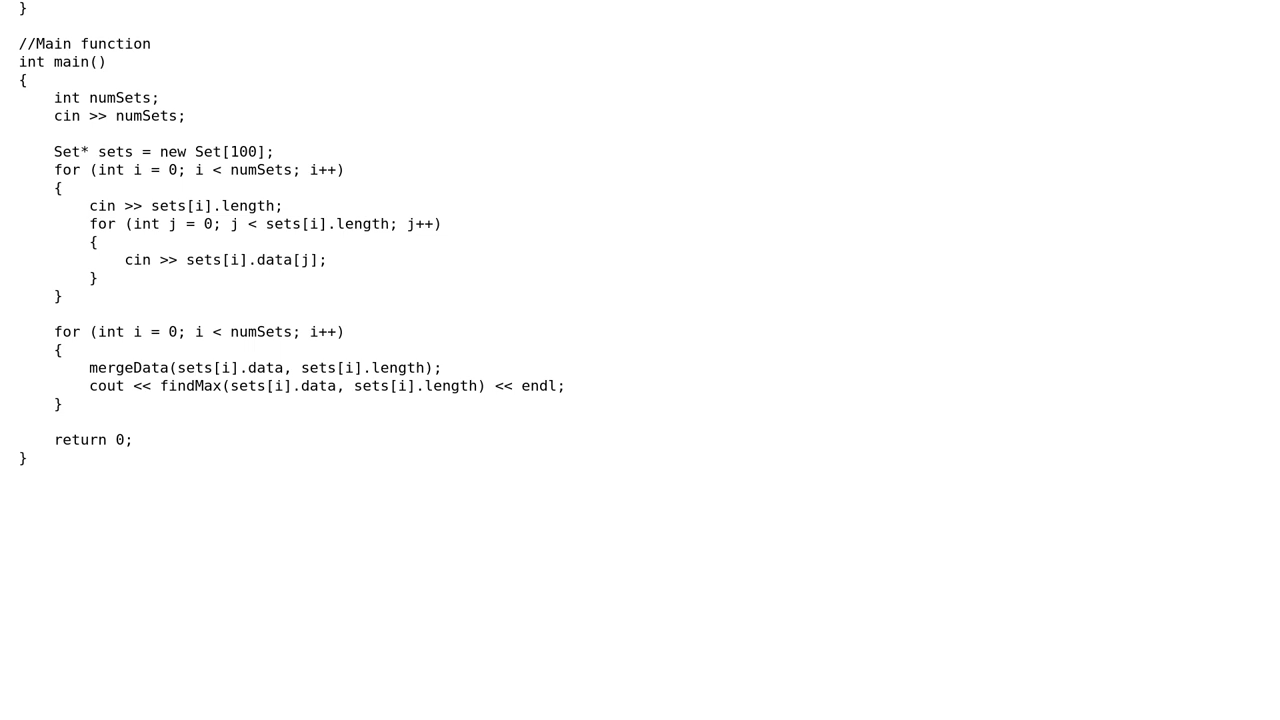 }

//Main function
int main()
{
    int numSets;
    cin >> numSets;

    Set* sets = new Set[100];
    for (int i = 0; i < numSets; i++)
    {
        cin >> sets[i].length;
        for (int j = 0; j < sets[i].length; j++)
        {
            cin >> sets[i].data[j];
        }
    }

    for (int i = 0; i < numSets; i++)
    {
        mergeData(sets[i].data, sets[i].length);
        cout << findMax(sets[i].data, sets[i].length) << endl;
    }

    return 0;
}